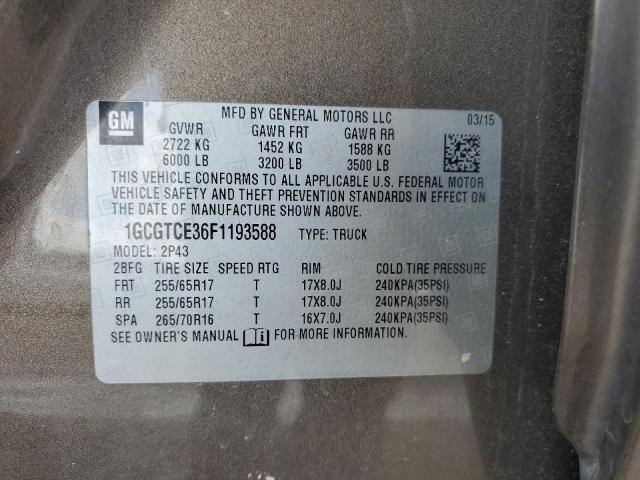 GM
MFD BY GENERAL MOTORS LLC 03/15
GVWR GAWR FRT GAWR RR
2722 KG 1452 KG 1588 KG
6000 LB 3200 LB 3500 LB
THIS VEHICLE CONFORMS TO ALL APPLICABLE U.S. FEDERAL MOTOR
VEHICLE SAFETY AND THEFT PREVENTION STANDARDS IN EFFECT ON
THE DATE OF MANUFACTURE SHOWN ABOVE.
1GCGTCE36F1193588 TYPE: TRUCK
MODEL: 2P43
2BFG TIRE SIZE SPEED RTG RIM COLD TIRE PRESSURE
FRT 255/65R17 T 17X8.0J 240KPA(35PSI)
RR 255/65R17 T 17X8.0J 240KPA(35PSI)
SPA 265/70R16 T 16X7.0J 240KPA(35PSI)
SEE OWNER'S MANUAL i FOR MORE INFORMATION.